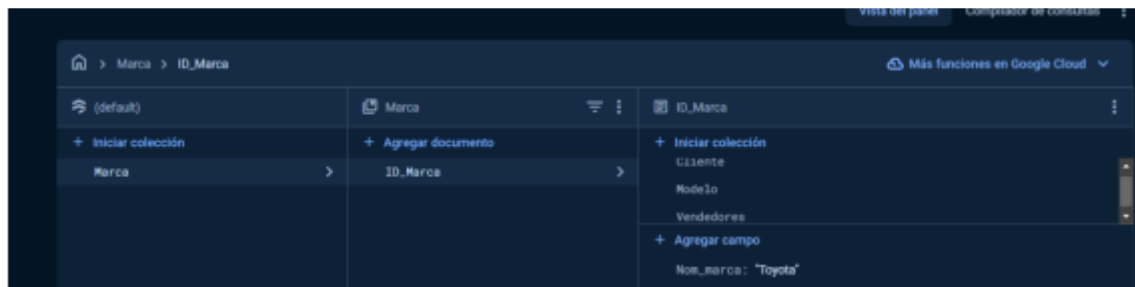 Vista del panel Compilador de consultas
Marca > ID_Marca
Más funciones en Google Cloud
(default)
Marca
ID_Marca
+ Iniciar colección
+ Agregar documento
+ Iniciar colección
Marca
ID_Marca
Cliente
Modelo
Vendedores
+ Agregar campo
Nom_marca: "Toyota"